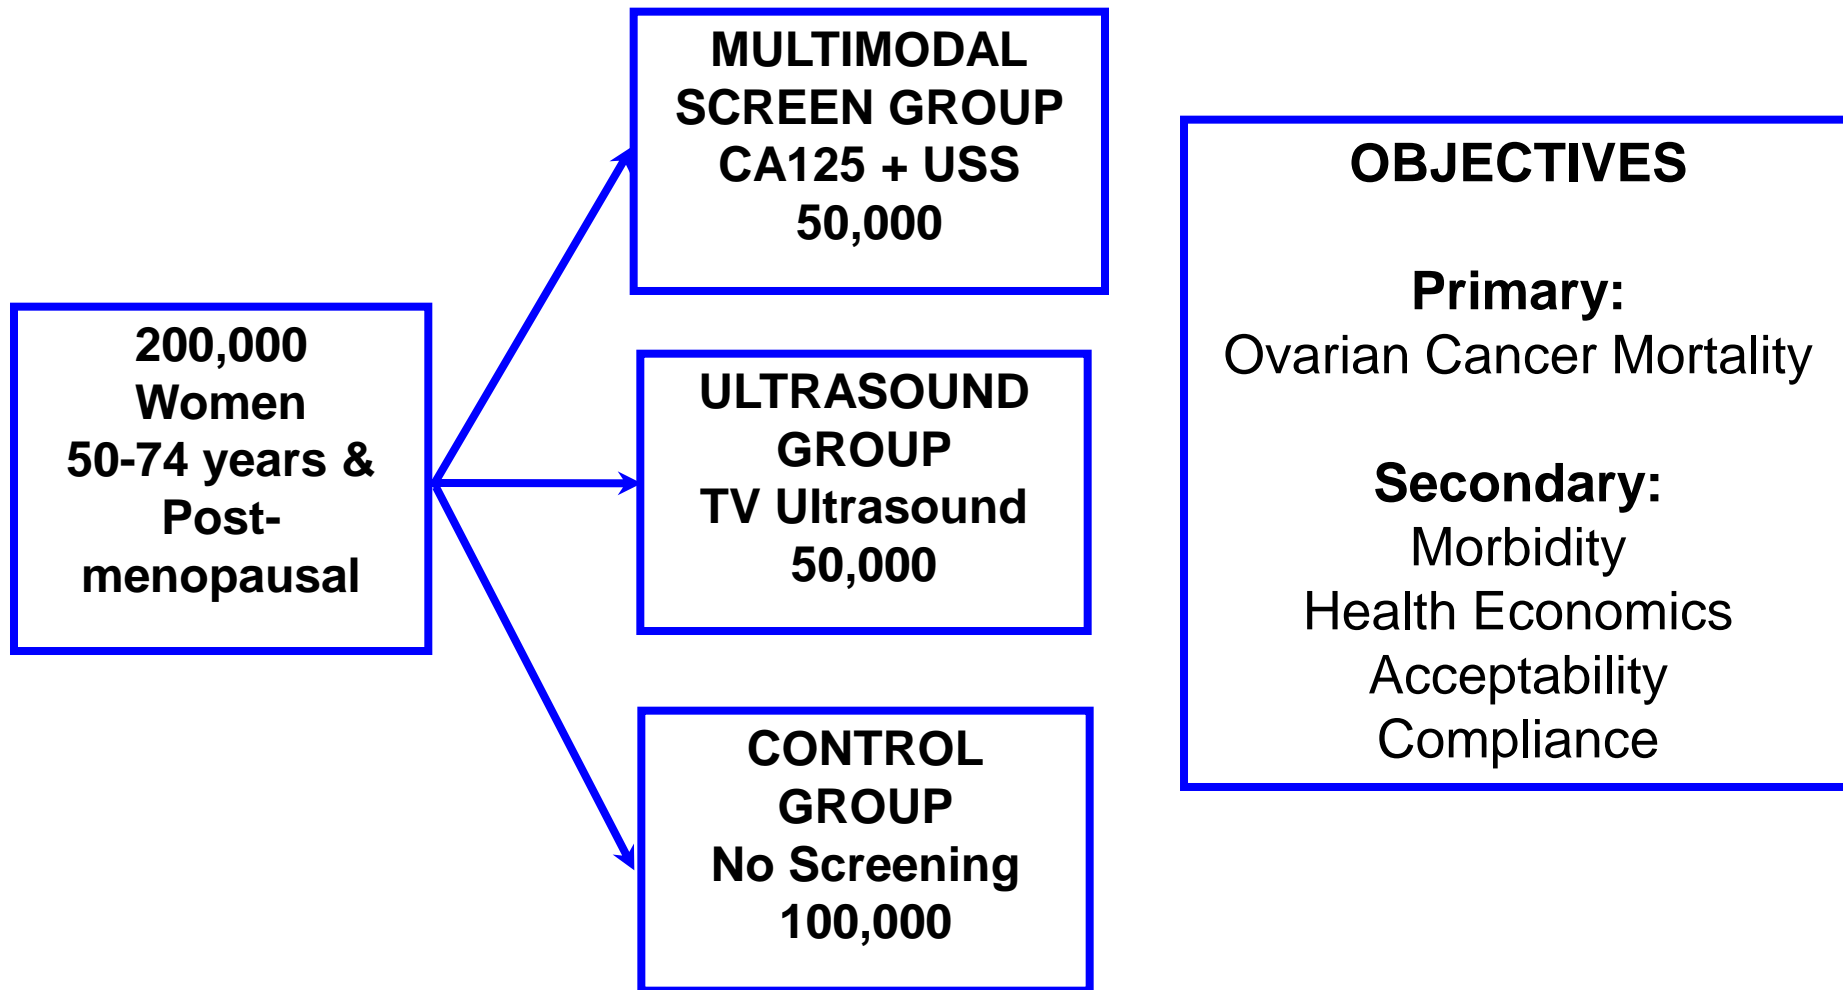 200,000
Women
50-74 years &
Post-
menopausal
MULTIMODAL
SCREEN GROUP
CA125 + USS
50,000
ULTRASOUND
GROUP
TV Ultrasound
50,000
CONTROL
GROUP
No Screening
100,000
OBJECTIVES
Primary:
Ovarian Cancer Mortality
Secondary:
Morbidity
Health Economics
Acceptability
Compliance